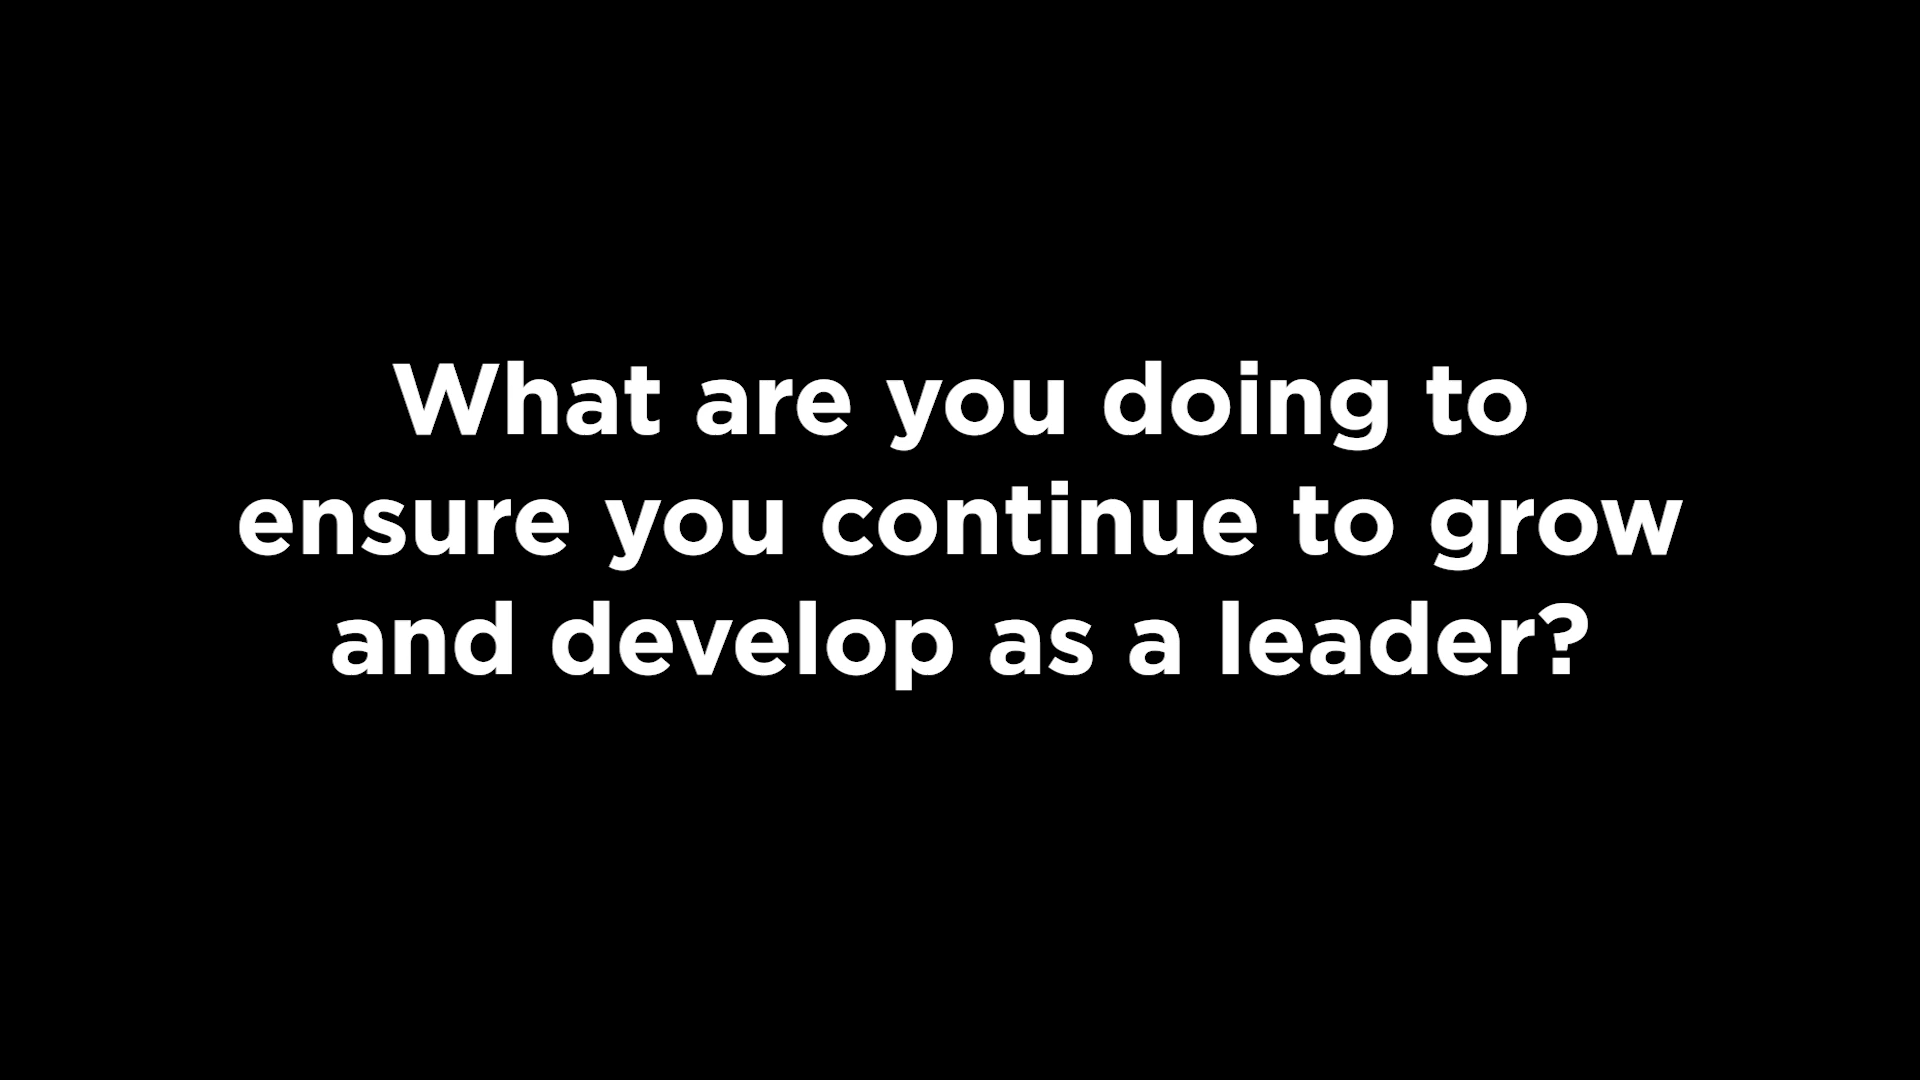 What are you doing to
ensure you continue to grow
and develop as a leader?